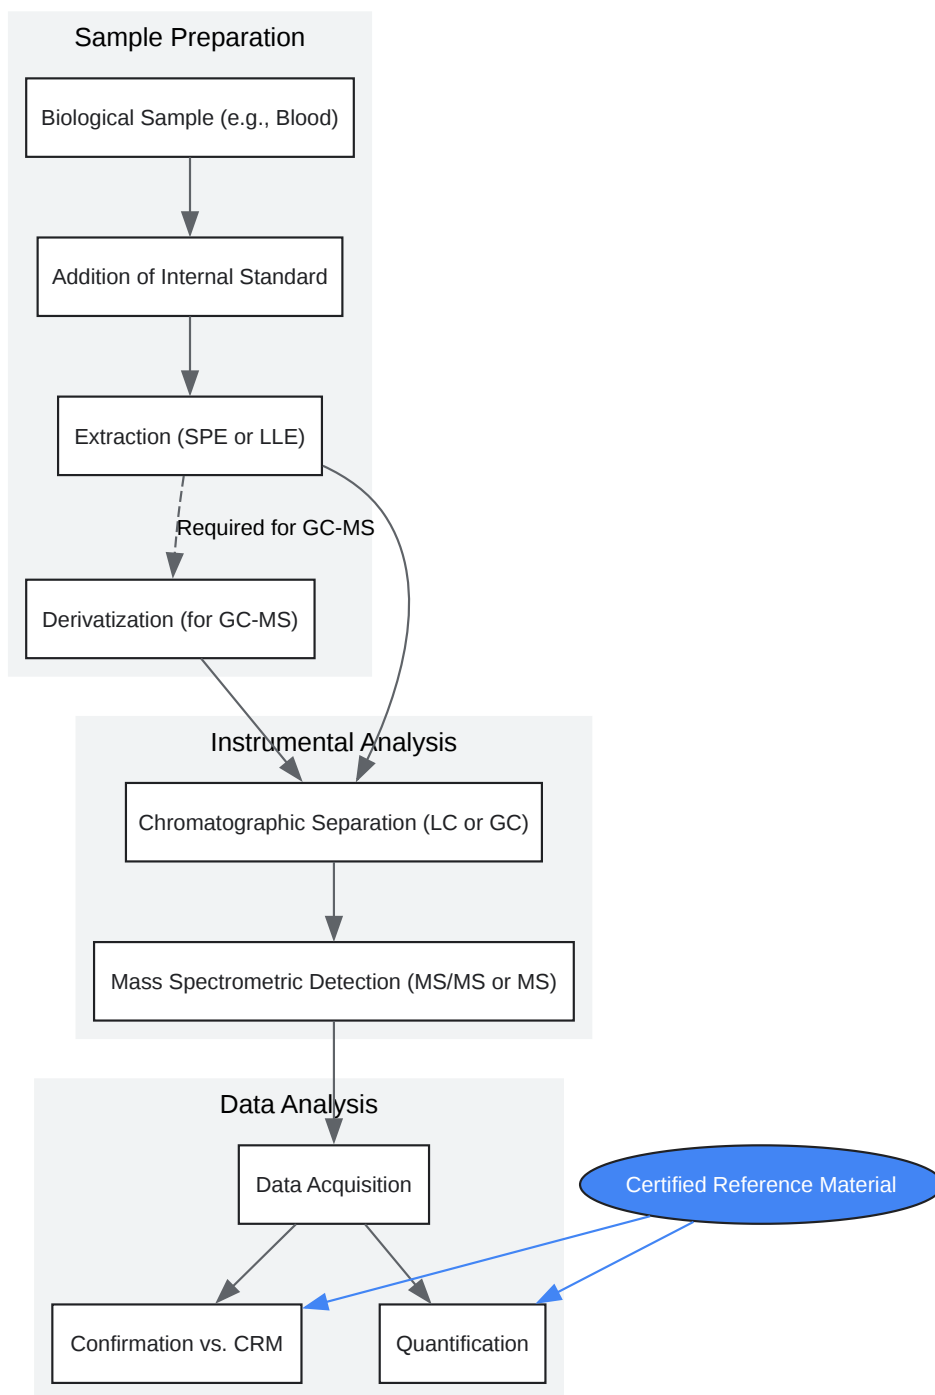 Sample Preparation
Biological Sample (e.g., Blood)
Addition of Internal Standard
Extraction (SPE or LLE)
Required for GC-MS
Derivatization (for GC-MS)
Instrumental Analysis
Chromatographic Separation (LC or GC)
Mass Spectrometric Detection (MS/MS or MS)
Data Analysis
Data Acquisition
Certified Reference Material
Confirmation vs. CRM
Quantification